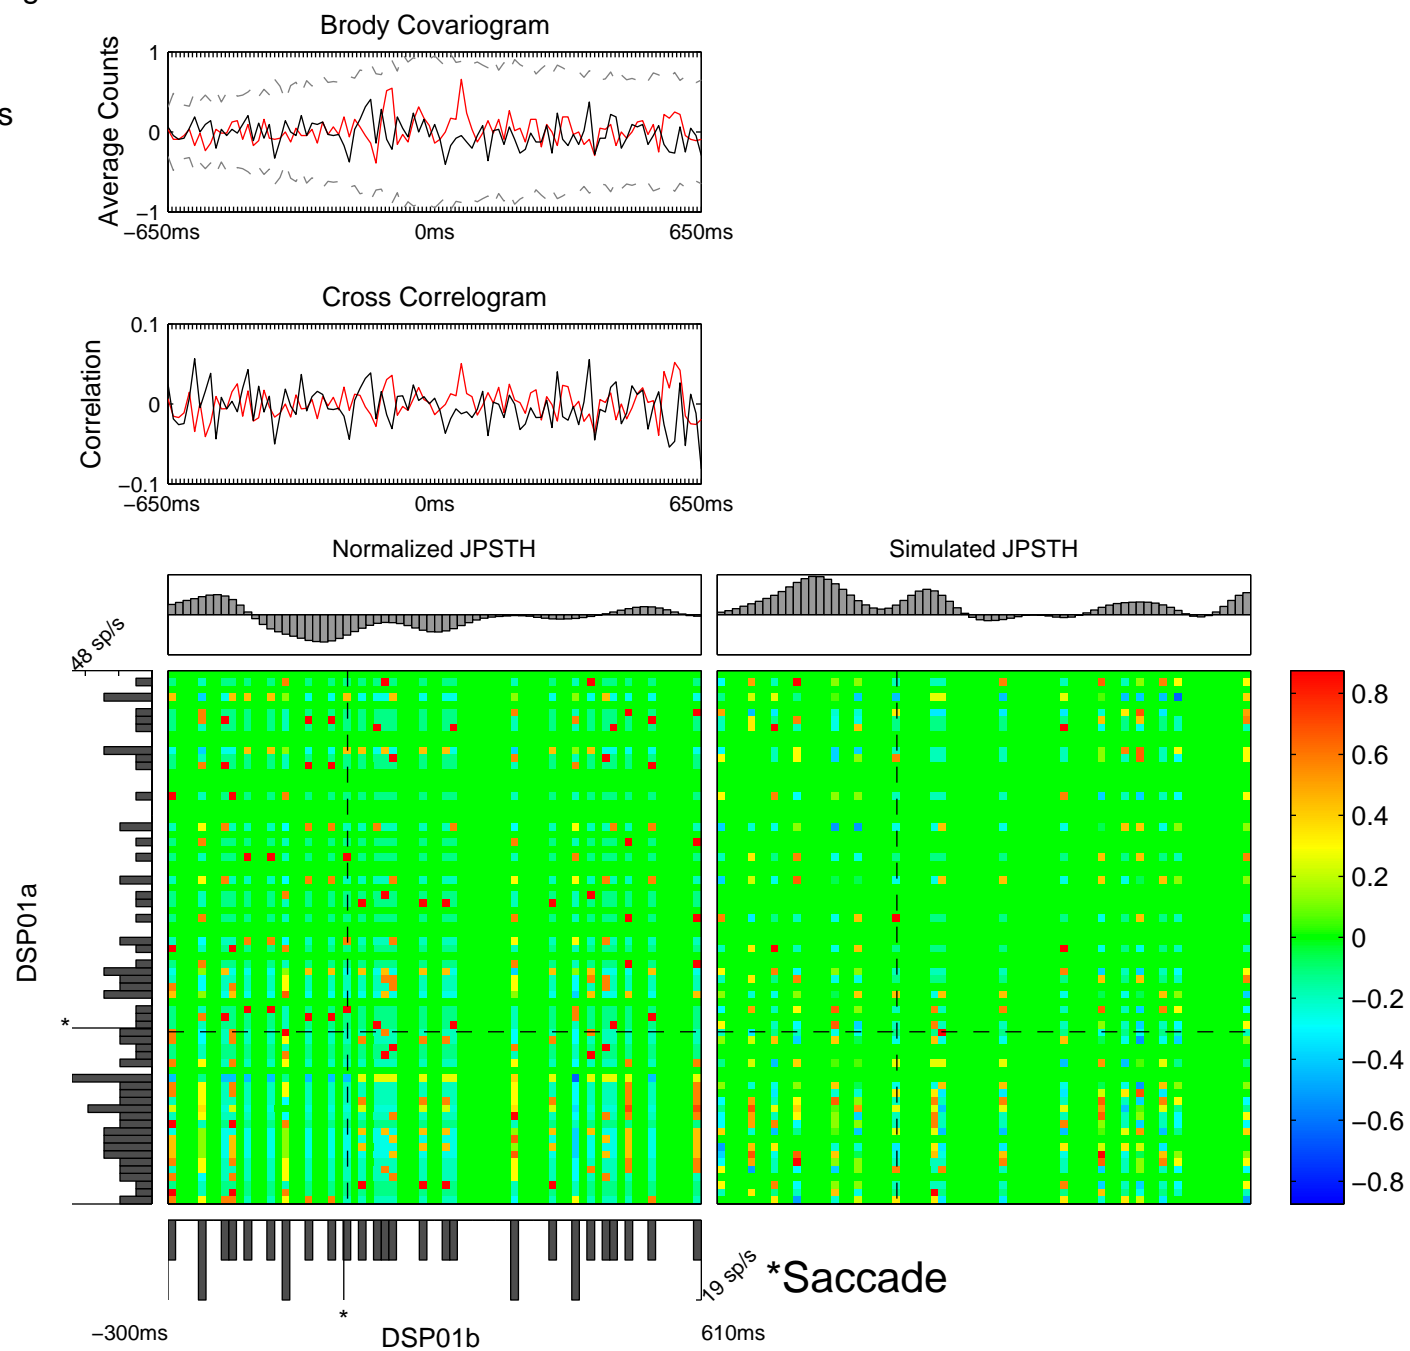 g
Brody Covariogram
s
Average Counts
1
0
−1
−650ms
0ms
650ms
Cross Correlogram
Correlation
0.1
0
−0.1
−650ms
0ms
650ms
Normalized JPSTH
Simulated JPSTH
48 sp/s
DSP01a
*
0.8
0.6
0.4
0.2
0
−0.2
−0.4
−0.6
−0.8
19 sp/s
*Saccade
*
−300ms
DSP01b
610ms